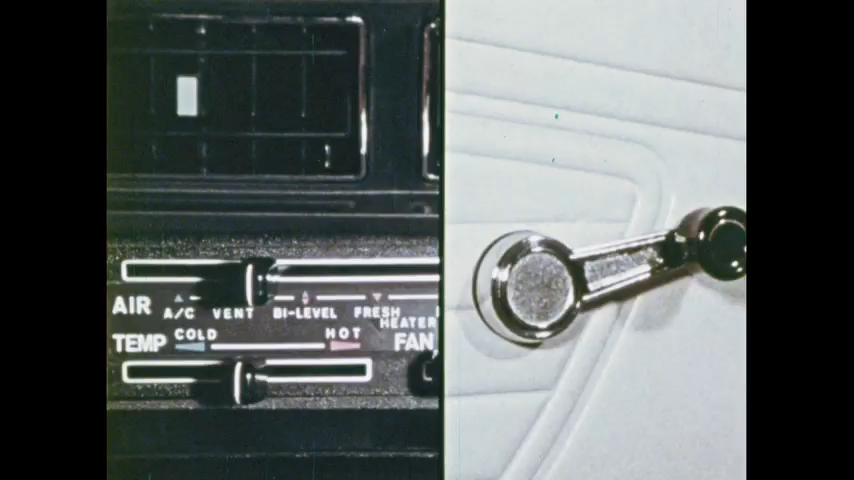 AIR A/C VENT BI-LEVEL FRESH
HEATER
TEMP COLD HOT FAN